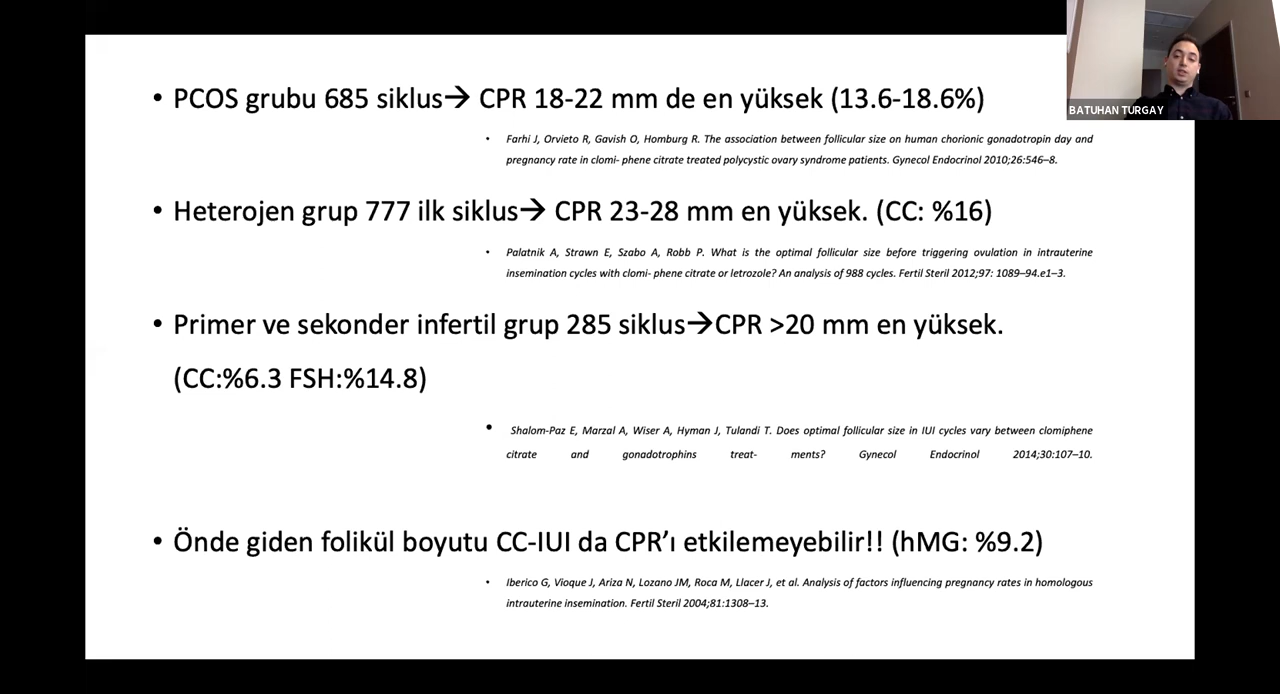 • PCOS grubu 685 siklus→ CPR 18-22 mm de en yüksek (13.6-18.6%)
BATUHAN TURGAY
• Farhi J, Orvieto R, Gavish O, Homburg R. The association between follicular size on human chorionic gonadotropin day and
pregnancy rate in clomi- phene citrate treated polycystic ovary syndrome patients. Gynecol Endocrinol 2010;26:546–8.
• Heterojen grup 777 ilk siklus→ CPR 23-28 mm en yüksek. (CC: %16)
• Palatnik A, Strawn E, Szabo A, Robb P. What is the optimal follicular size before triggering ovulation in intrauterine
insemination cycles with clomi- phene citrate or letrozole? An analysis of 988 cycles. Fertil Steril 2012;97: 1089–94.e1–3.
• Primer ve sekonder infertil grup 285 siklus→CPR >20 mm en yüksek.
(CC:%6.3 FSH:%14.8)
• Shalom-Paz E, Marzal A, Wiser A, Hyman J, Tulandi T. Does optimal follicular size in IUI cycles vary between clomiphene
citrate and gonadotrophins treat- ments? Gynecol Endocrinol 2014;30:107–10.
• Önde giden folikül boyutu CC-IUI da CPR’ı etkilemeyebilir!! (hMG: %9.2)
• Iberico G, Vioque J, Ariza N, Lozano JM, Roca M, Llacer J, et al. Analysis of factors influencing pregnancy rates in homologous
intrauterine insemination. Fertil Steril 2004;81:1308–13.